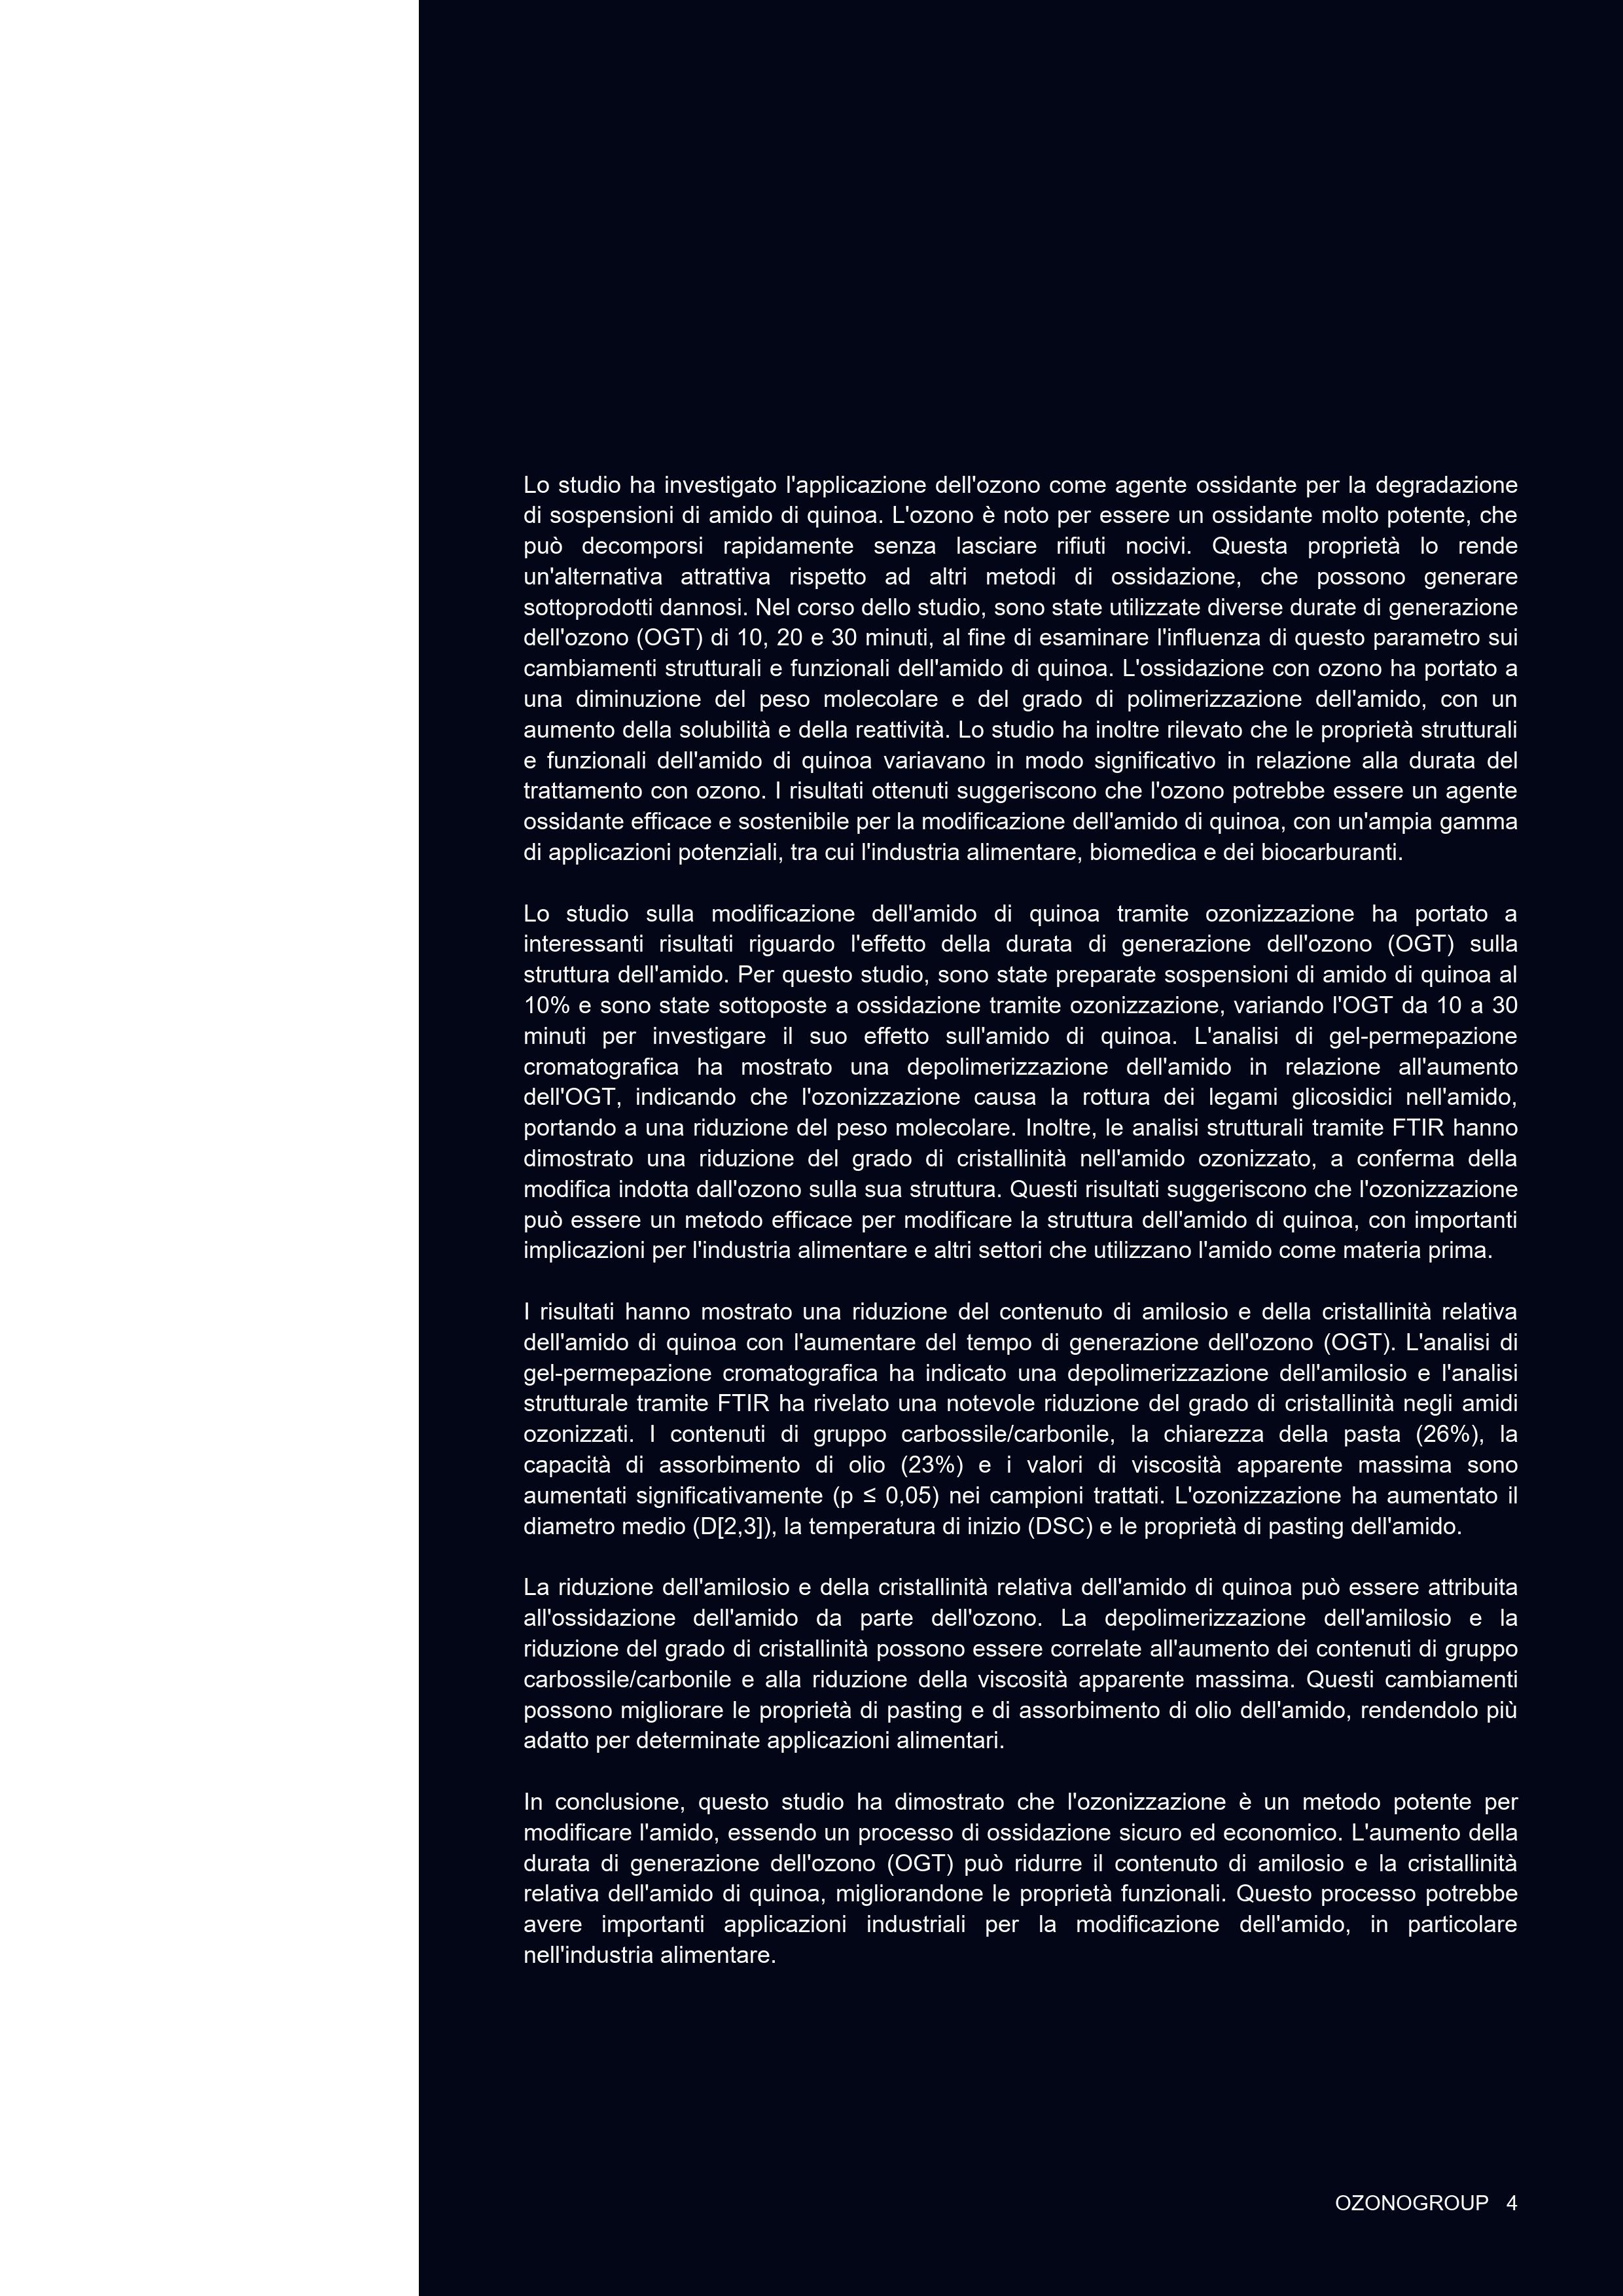 Lo studio ha investigato l'applicazione dell'ozono come agente ossidante per la degradazione
di sospensioni di amido di quinoa. L'ozono è noto per essere un ossidante molto potente, che
può decomporsi rapidamente senza lasciare rifiuti nocivi. Questa proprietà lo rende
un'alternativa attrattiva rispetto ad altri metodi di ossidazione, che possono generare
sottoprodotti dannosi. Nel corso dello studio, sono state utilizzate diverse durate di generazione
dell'ozono (OGT) di 10, 20 e 30 minuti, al fine di esaminare l'influenza di questo parametro sui
cambiamenti strutturali e funzionali dell'amido di quinoa. L'ossidazione con ozono ha portato a
una diminuzione del peso molecolare e del grado di polimerizzazione dell'amido, con un
aumento della solubilità e della reattività. Lo studio ha inoltre rilevato che le proprietà strutturali
e funzionali dell'amido di quinoa variavano in modo significativo in relazione alla durata del
trattamento con ozono. I risultati ottenuti suggeriscono che l'ozono potrebbe essere un agente
ossidante efficace e sostenibile per la modificazione dell'amido di quinoa, con un'ampia gamma
di applicazioni potenziali, tra cui l'industria alimentare, biomedica e dei biocarburanti.
Lo studio sulla modificazione dell'amido di quinoa tramite ozonizzazione ha portato a
interessanti risultati riguardo l'effetto della durata di generazione dell'ozono (OGT) sulla
struttura dell'amido. Per questo studio, sono state preparate sospensioni di amido di quinoa al
10% e sono state sottoposte a ossidazione tramite ozonizzazione, variando l'OGT da 10 a 30
minuti per investigare il suo effetto sull'amido di quinoa. L'analisi di gel-permepazione
cromatografica ha mostrato una depolimerizzazione dell'amido in relazione all'aumento
dell'OGT, indicando che l'ozonizzazione causa la rottura dei legami glicosidici nell'amido,
portando a una riduzione del peso molecolare. Inoltre, le analisi strutturali tramite FTIR hanno
dimostrato una riduzione del grado di cristallinità nell'amido ozonizzato, a conferma della
modifica indotta dall'ozono sulla sua struttura. Questi risultati suggeriscono che l'ozonizzazione
può essere un metodo efficace per modificare la struttura dell'amido di quinoa, con importanti
implicazioni per l'industria alimentare e altri settori che utilizzano l'amido come materia prima.
I risultati hanno mostrato una riduzione del contenuto di amilosio e della cristallinità relativa
dell'amido di quinoa con l'aumentare del tempo di generazione dell'ozono (OGT). L'analisi di
gel-permepazione cromatografica ha indicato una depolimerizzazione dell'amilosio e l'analisi
strutturale tramite FTIR ha rivelato una notevole riduzione del grado di cristallinità negli amidi
ozonizzati. I contenuti di gruppo carbossile/carbonile, la chiarezza della pasta (26%), la
capacità di assorbimento di olio (23%) e i valori di viscosità apparente massima sono
aumentati significativamente (p ≤ 0,05) nei campioni trattati. L'ozonizzazione ha aumentato il
diametro medio (D[2,3]), la temperatura di inizio (DSC) e le proprietà di pasting dell'amido.
La riduzione dell'amilosio e della cristallinità relativa dell'amido di quinoa può essere attribuita
all'ossidazione dell'amido da parte dell'ozono. La depolimerizzazione dell'amilosio e la
riduzione del grado di cristallinità possono essere correlate all'aumento dei contenuti di gruppo
carbossile/carbonile e alla riduzione della viscosità apparente massima. Questi cambiamenti
possono migliorare le proprietà di pasting e di assorbimento di olio dell'amido, rendendolo più
adatto per determinate applicazioni alimentari.
In conclusione, questo studio ha dimostrato che l'ozonizzazione è un metodo potente per
modificare l'amido, essendo un processo di ossidazione sicuro ed economico. L'aumento della
durata di generazione dell'ozono (OGT) può ridurre il contenuto di amilosio e la cristallinità
relativa dell'amido di quinoa, migliorandone le proprietà funzionali. Questo processo potrebbe
avere importanti applicazioni industriali per la modificazione dell'amido, in particolare
nell'industria alimentare.
OZONOGROUP 4